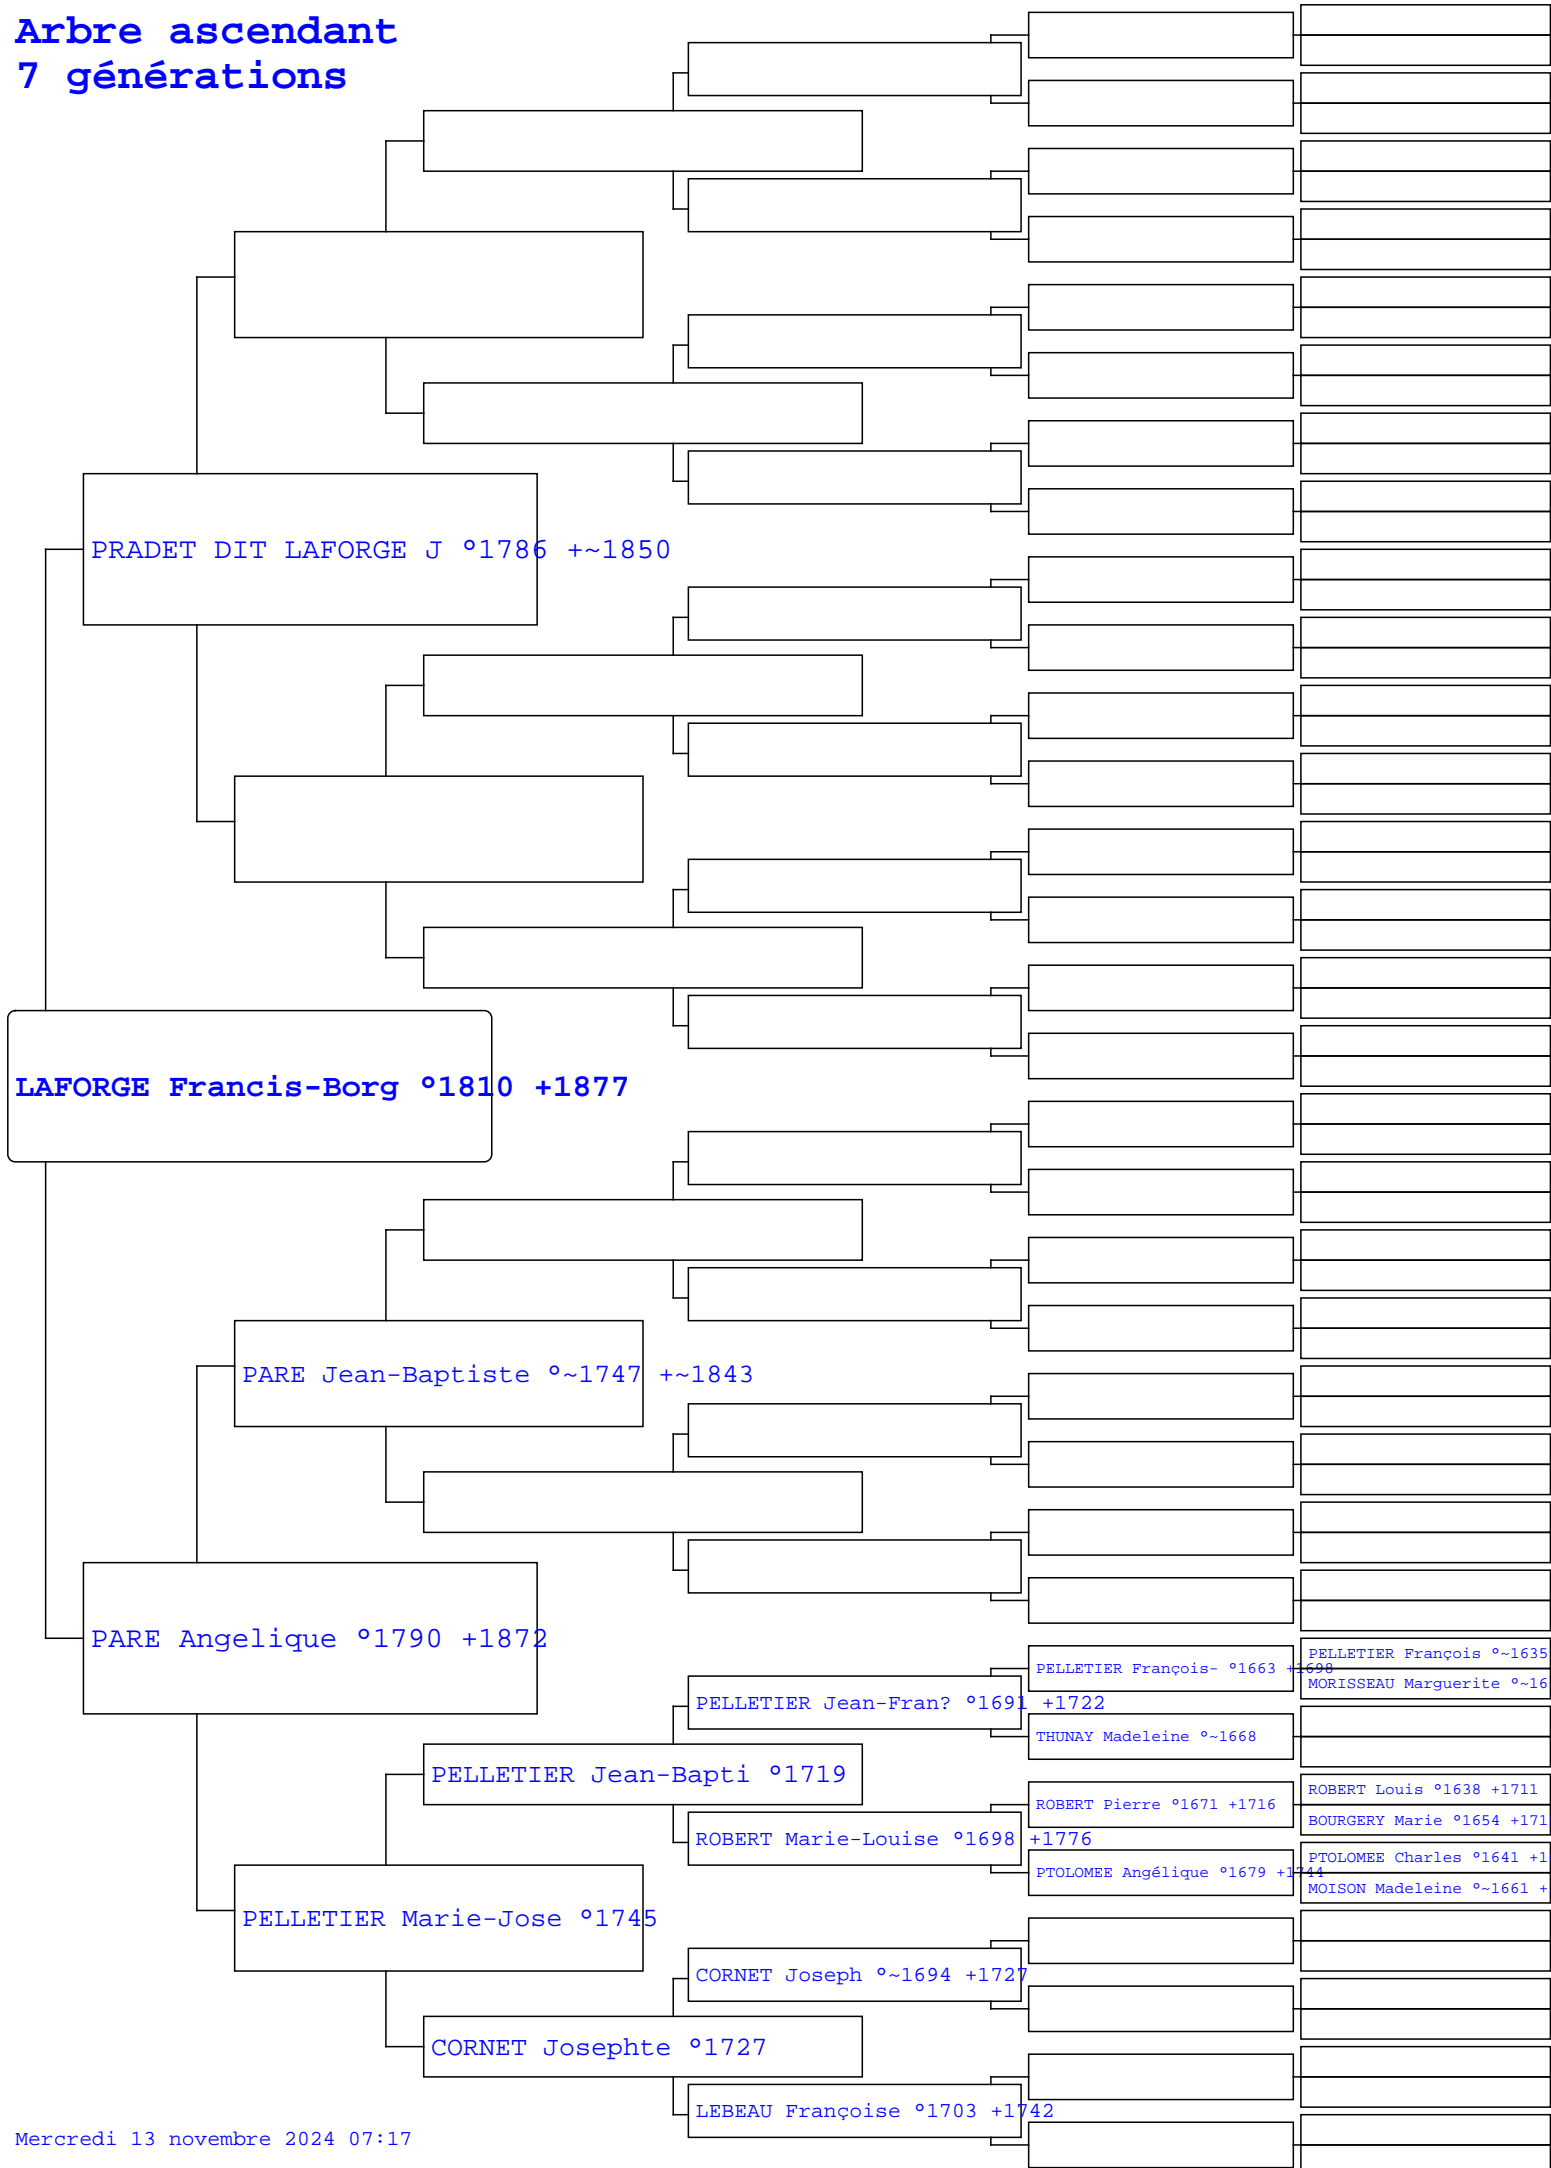 Arbre ascendant
7 générations
PRADET DIT LAFORGE J °1786 +~1850
LAFORGE Francis-Borg °1810 +1877
PARE Jean-Baptiste °~1747 +~1843
PARE Angelique °1790 +1872
PELLETIER François °~1635
PELLETIER François- °1663 +1698
MORISSEAU Marguerite °~16
PELLETIER Jean-Fran? °1691 +1722
THUNAY Madeleine °~1668
PELLETIER Jean-Bapti °1719
ROBERT Louis °1638 +1711
ROBERT Pierre °1671 +1716
BOURGERY Marie °1654 +171
ROBERT Marie-Louise °1698 +1776
PTOLOMEE Charles °1641 +1
PTOLOMEE Angélique °1679 +1744
MOISON Madeleine °~1661 +
PELLETIER Marie-Jose °1745
CORNET Joseph °~1694 +1727
CORNET Josephte °1727
LEBEAU Françoise °1703 +1742
Mercredi 13 novembre 2024 07:17